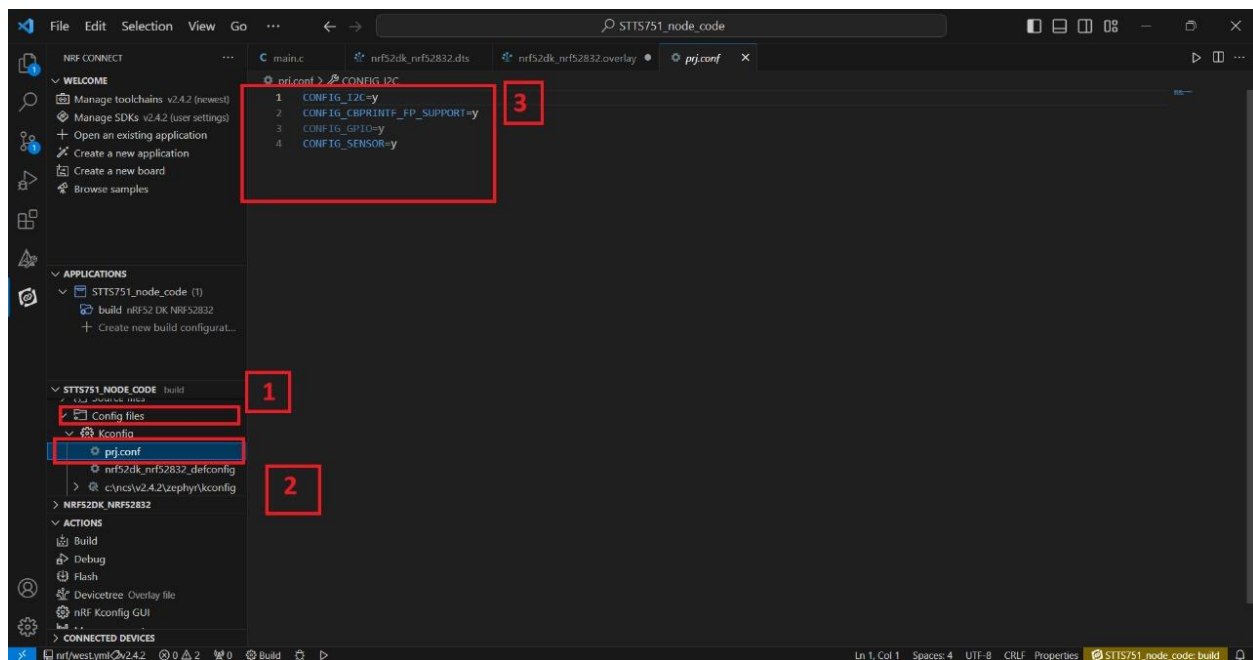 File Edit Selection View Go ··· STTS751_node_code
NRF CONNECT
WELCOME
Manage toolchains v2.4.2 (newest)
Manage SDKs v2.4.2 (user settings)
Open an existing application
Create a new application
Create a new board
Browse samples
APPLICATIONS
STTS751_node_code (1)
build nRF52 DK NRF52832
Create new build configurat...
STTS751_NODE_CODE build
Source files
Config files
Kconfig
prj.conf
nrf52dk_nrf52832_defconfig
c:\ncs\v2.4.2\zephyr\kconfig
NRF52DK_NRF52832
ACTIONS
Build
Debug
Flash
Devicetree Overlay file
nRF Kconfig GUI
CONNECTED DEVICES
main.c nrf52dk_nrf52832.dts nrf52dk_nrf52832.overlay prj.conf
prj.conf > CONFIG_I2C
1 CONFIG_I2C=y
2 CONFIG_CBPRINTF_FP_SUPPORT=y
3 CONFIG_GPIO=y
4 CONFIG_SENSOR=y
3
1
2
nrf/west.yml v2.4.2 0 2 0 Build Ln 1, Col 1 Spaces: 4 UTF-8 CRLF Properties STTS751_node_code: build